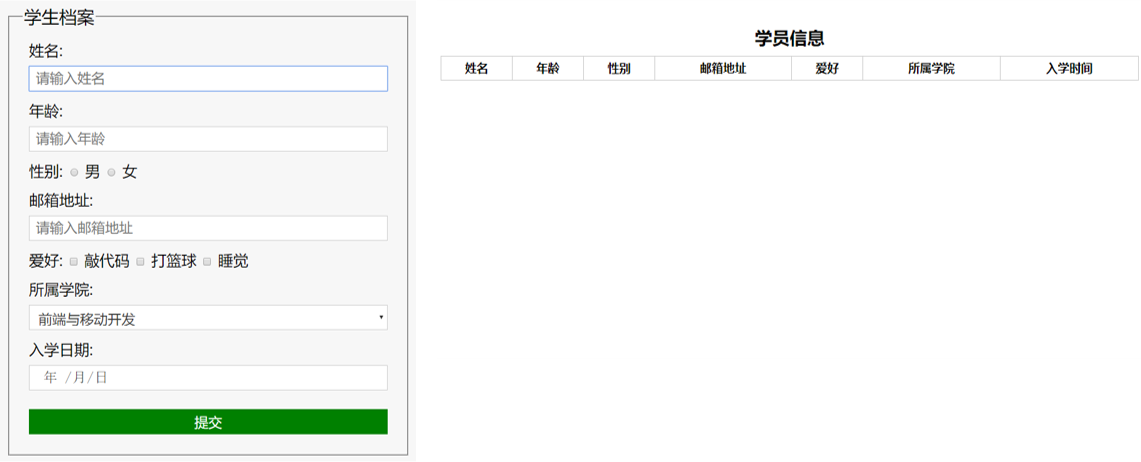 学生档案
姓名:
请输入姓名
年龄:
请输入年龄
性别: 男 女
邮箱地址:
请输入邮箱地址
爱好: 敲代码 打篮球 睡觉
所属学院:
前端与移动开发
入学日期:
年 /月/日
提交
学员信息
姓名 年龄 性别 邮箱地址 爱好 所属学院 入学时间